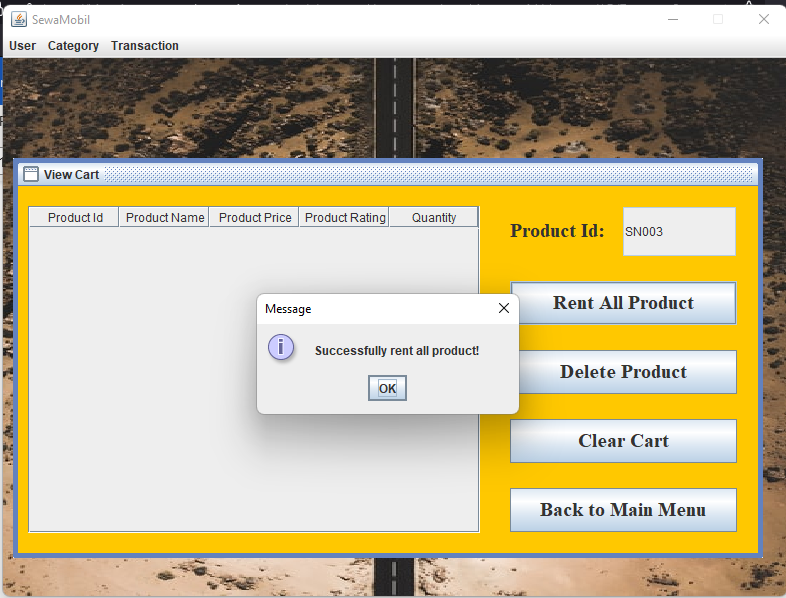 SewaMobil
User Category Transaction
View Cart
Product Id Product Name Product Price Product Rating Quantity
Product Id: SN003
Rent All Product
Message
Successfully rent all product!
OK
Delete Product
Clear Cart
Back to Main Menu